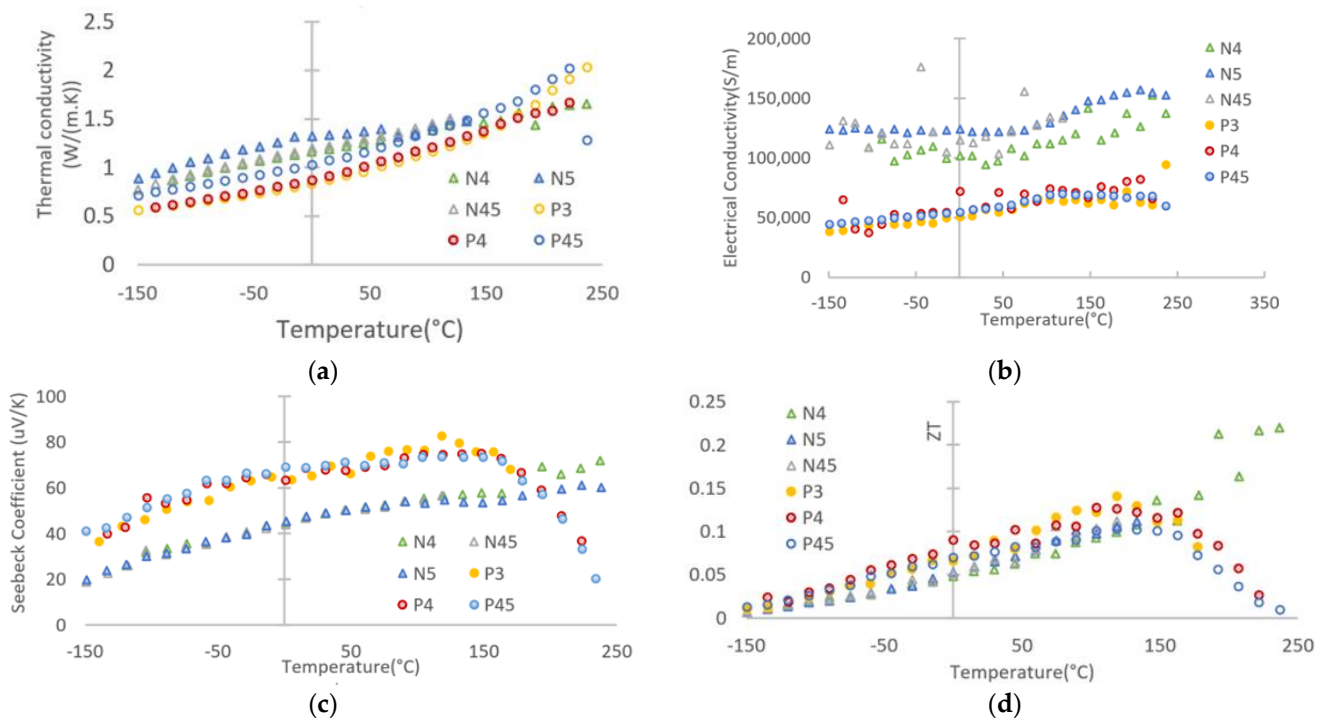 2.5
2
1.5
1
0.5
0
-150
-50
50
150
250
Thermal conductivity
(W/(m.K))
Temperature(°C)
N4
N5
N45
P3
P4
P45
(a)
200,000
150,000
100,000
50,000
0
-150
-50
50
150
250
350
Electrical Conductivity(S/m)
Temperature(°C)
N4
N5
N45
P3
P4
P45
(b)
100
80
60
40
20
0
-150
-50
50
150
250
Seebeck Coefficient (uV/K)
Temperature(°C)
N4
N45
N5
P3
P4
P45
(c)
0.25
0.2
0.15
0.1
0.05
0
-150
-50
50
150
250
ZT
Temperature(°C)
N4
N5
N45
P3
P4
P45
(d)